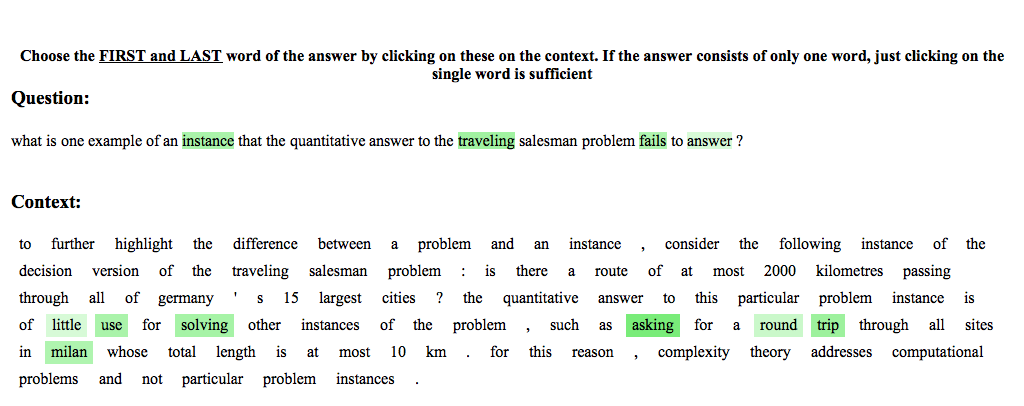 Choose the FIRST and LAST word of the answer by clicking on these on the context. If the answer consists of only one word, just clicking on the
single word is sufficient
Question:
what is one example of an instance that the quantitative answer to the traveling salesman problem fails to answer ?
Context:
to further highlight the difference between a problem and an instance , consider the following instance of the
decision version of the traveling salesman problem : is there a route of at most 2000 kilometres passing
through all of germany ' s 15 largest cities ? the quantitative answer to this particular problem instance is
of little use for solving other instances of the problem , such as asking for a round trip through all sites
in milan whose total length is at most 10 km . for this reason , complexity theory addresses computational
problems and not particular problem instances .